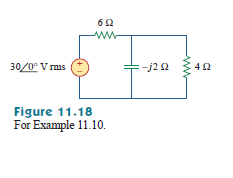 6 Ω
30/0° V rms
+
−
-j2 Ω
4 Ω
Figure 11.18
For Example 11.10.